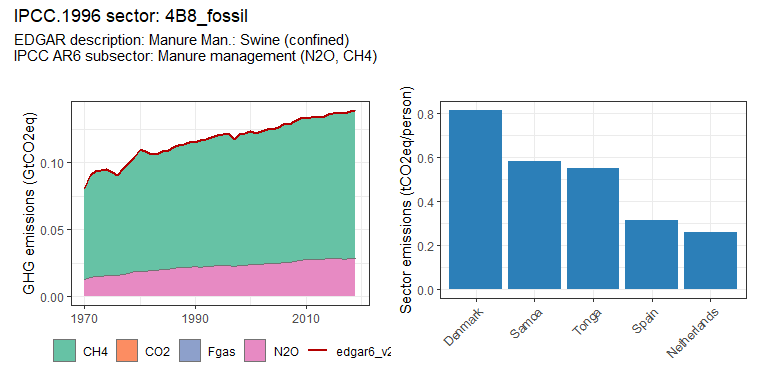 IPCC.1996 sector: 4B8_fossil
EDGAR description: Manure Man.: Swine (confined)
IPCC AR6 subsector: Manure management (N2O, CH4)
GHG emissions (GtCO2eq)
0.10
0.05
0.00
1970
1990
2010
CH4
CO2
Fgas
N2O
edgar6_v2
Sector emissions (tCO2eq/person)
0.8
0.6
0.4
0.2
0.0
Denmark
Samoa
Tonga
Spain
Netherlands